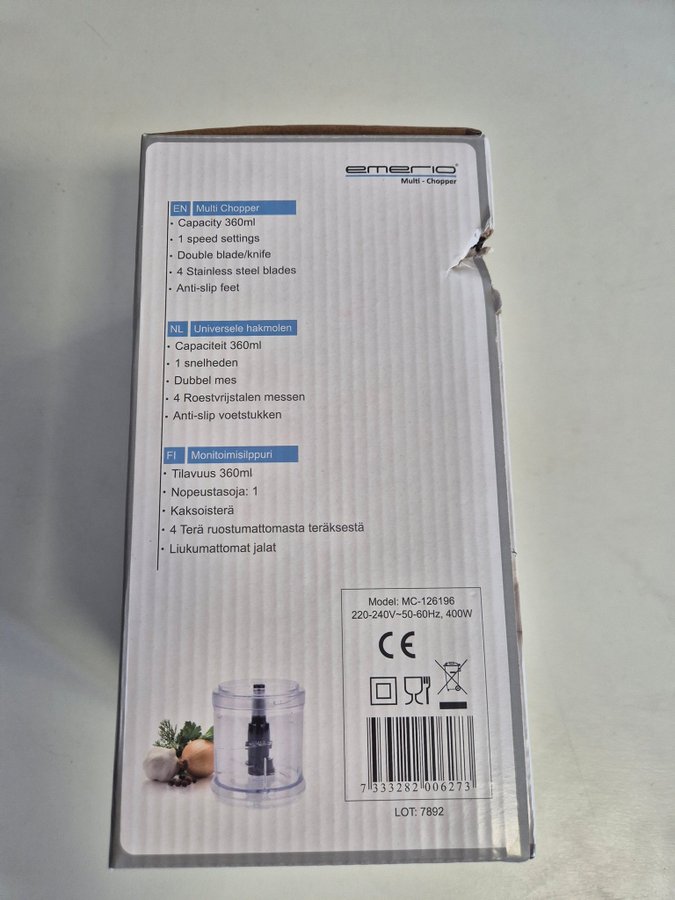 emerio®
Multi - Chopper
EN Multi Chopper
• Capacity 360ml
• 1 speed settings
• Double blade/knife
• 4 Stainless steel blades
• Anti-slip feet
NL Universele hakmolen
• Capaciteit 360ml
• 1 snelheden
• Dubbel mes
• 4 Roestvrijstalen messen
• Anti-slip voetstukken
FI Monitoimisilppuri
• Tilavuus 360ml
• Nopeustasoja: 1
• Kaksoisterä
• 4 Terä ruostumattomasta teräksestä
• Liukumattomat jalat
Model: MC-126196
220-240V~50-60Hz, 400W
CE
7 333282 006273
LOT: 7892